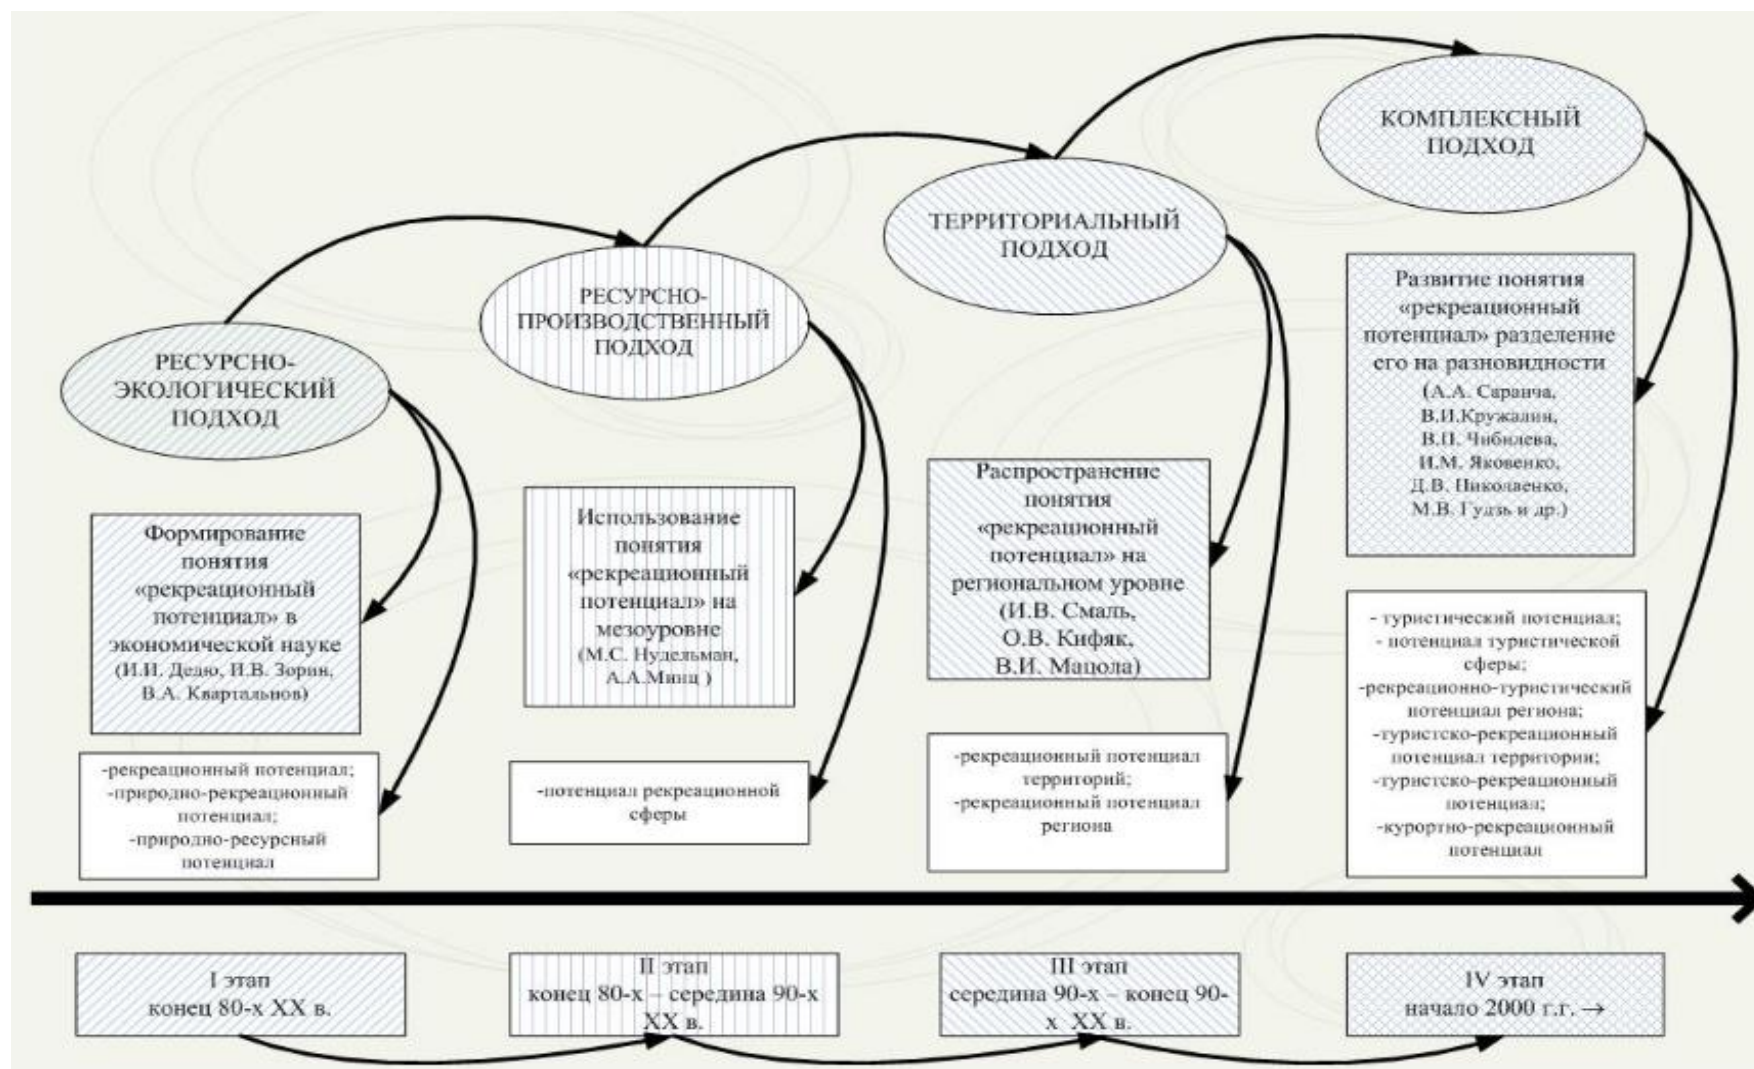 РЕСУРСНО-
ЭКОЛОГИЧЕСКИЙ
ПОДХОД
Формирование
понятия
«рекреационный
потенциал» в
экономической науке
(И.И. Дедю, И.В. Зорин,
В.А. Квартальнов)
-рекреационный потенциал;
-природно-рекреационный
потенциал;
-природно-ресурсный
потенциал
РЕСУРСНО-
ПРОИЗВОДСТВЕННЫЙ
ПОДХОД
Использование
понятия
«рекреационный
потенциал» на
мезоуровне
(М.С. Нудельман,
А.А.Минц )
-потенциал рекреационной
сферы
ТЕРРИТОРИАЛЬНЫЙ
ПОДХОД
Распространение
понятия
«рекреационный
потенциал» на
региональном уровне
(И.В. Смаль,
О.В. Кифяк,
В.И. Мацола)
-рекреационный потенциал
территорий;
-рекреационный потенциал
региона
КОМПЛЕКСНЫЙ
ПОДХОД
Развитие понятия
«рекреационный
потенциал» разделение
его на разновидности
(А.А. Саранча,
В.И.Кружалин,
В.П. Чибилева,
И.М. Яковенко,
Д.В. Николаенко,
М.В. Гудзь и др.)
- туристический потенциал;
- потенциал туристической
сферы;
-рекреационно-туристический
потенциал региона;
-туристско-рекреационный
потенциал территории;
-туристско-рекреационный
потенциал;
-курортно-рекреационный
потенциал
I этап
конец 80-х XX в.
II этап
конец 80-х – середина 90-х
XX в.
III этап
середина 90-х – конец 90-
х XX в.
IV этап
начало 2000 г.г. →